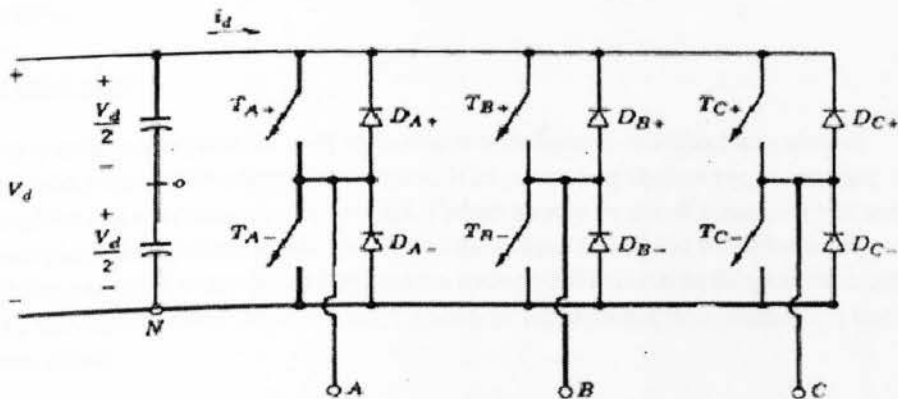 i_d
+
+
V_d/2
−
V_d
+
V_d/2
−
−
N
o
T_A+
D_A+
T_A−
D_A−
T_B+
D_B+
T_B−
D_B−
T_C+
D_C+
T_C−
D_C−
A
B
C